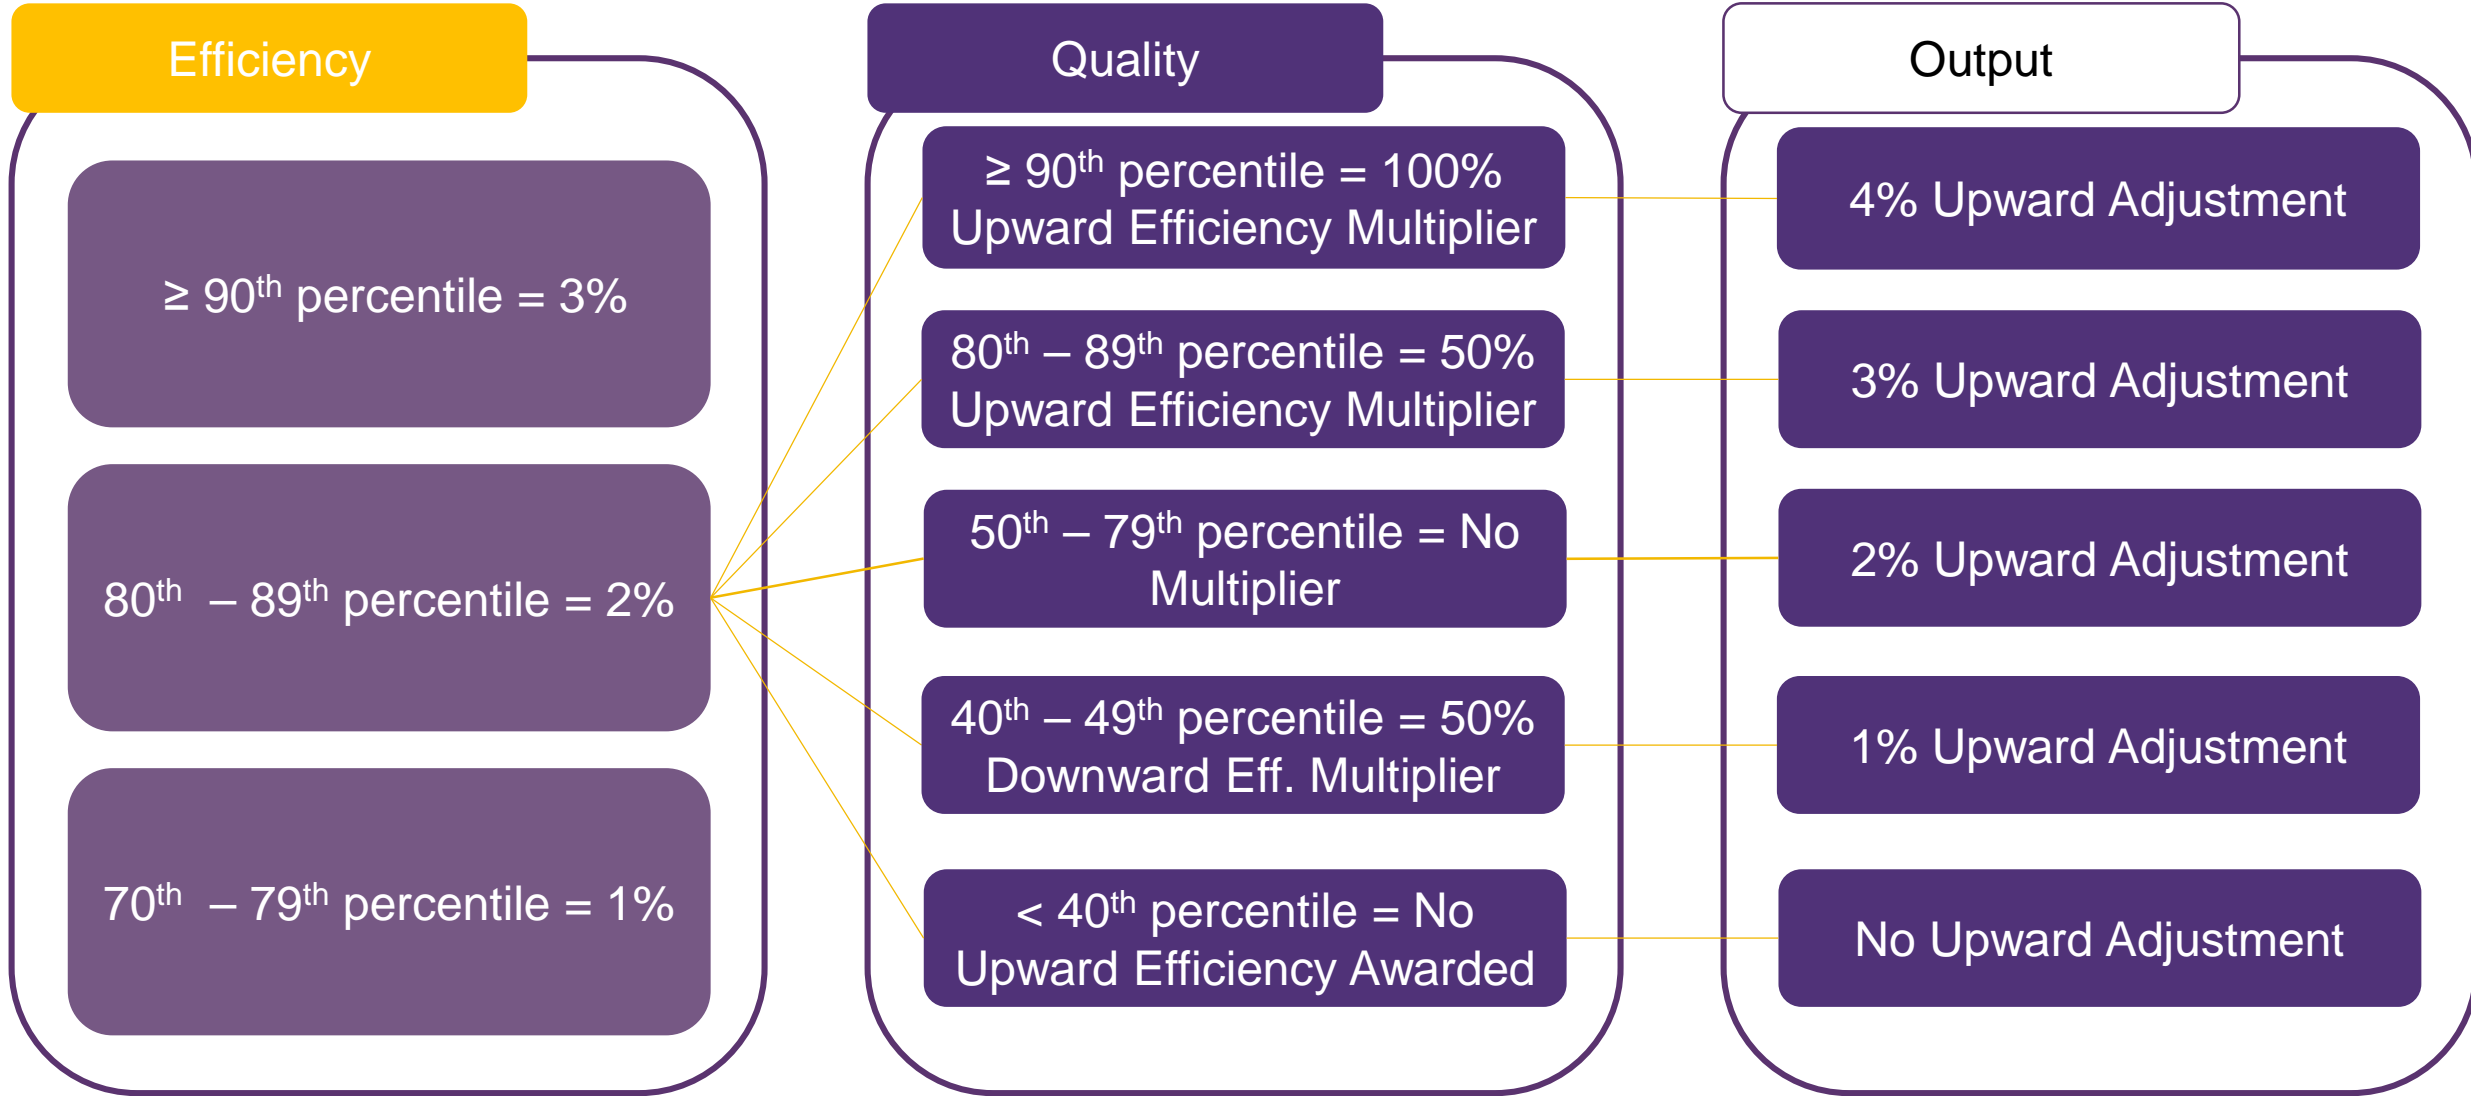 Efficiency
≥ 90th percentile = 3%
80th – 89th percentile = 2%
70th – 79th percentile = 1%
Quality
≥ 90th percentile = 100%
Upward Efficiency Multiplier
80th – 89th percentile = 50%
Upward Efficiency Multiplier
50th – 79th percentile = No
Multiplier
40th – 49th percentile = 50%
Downward Eff. Multiplier
< 40th percentile = No
Upward Efficiency Awarded
Output
4% Upward Adjustment
3% Upward Adjustment
2% Upward Adjustment
1% Upward Adjustment
No Upward Adjustment